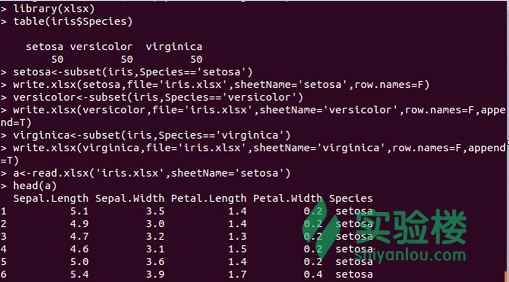 > library(xlsx)
> table(iris$Species)
setosa versicolor virginica
50 50 50
> setosa<-subset(iris,Species=='setosa')
> write.xlsx(setosa,file='iris.xlsx',sheetName='setosa',row.names=F)
> versicolor<-subset(iris,Species=='versicolor')
> write.xlsx(versicolor,file='iris.xlsx',sheetName='versicolor',row.names=F,appe
nd=T)
> virginica<-subset(iris,Species=='virginica')
> write.xlsx(virginica,file='iris.xlsx',sheetName='virginica',row.names=F,append
=T)
> a<-read.xlsx('iris.xlsx',sheetName='setosa')
> head(a)
Sepal.Length Sepal.Width Petal.Length Petal.Width Species
1 5.1 3.5 1.4 0.2 setosa
2 4.9 3.0 1.4 0.2 setosa
3 4.7 3.2 1.3 0.2 setosa
4 4.6 3.1 1.5 0.2 setosa
5 5.0 3.6 1.4 0.2 setosa
6 5.4 3.9 1.7 0.4 setosa
实验楼
shiyanlou.com